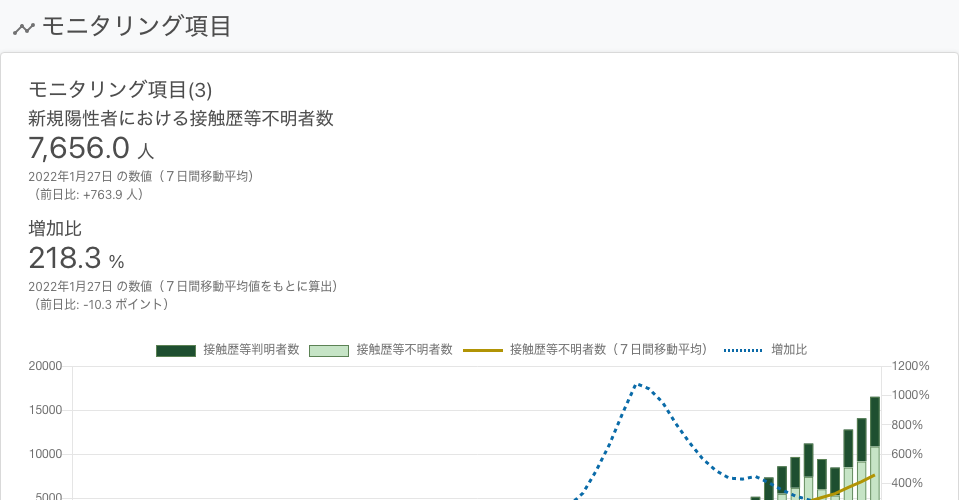 モニタリング項目
モニタリング項目(3)
新規陽性者における接触歴等不明者数
7,656.0 人
2022年1月27日 の数値（７日間移動平均）
（前日比: +763.9 人）
増加比
218.3 %
2022年1月27日 の数値（７日間移動平均値をもとに算出）
（前日比: -10.3 ポイント）
接触歴等判明者数 接触歴等不明者数 接触歴等不明者数（７日間移動平均） 増加比
20000 1200%
1000%
15000
800%
10000 600%
400%
5000